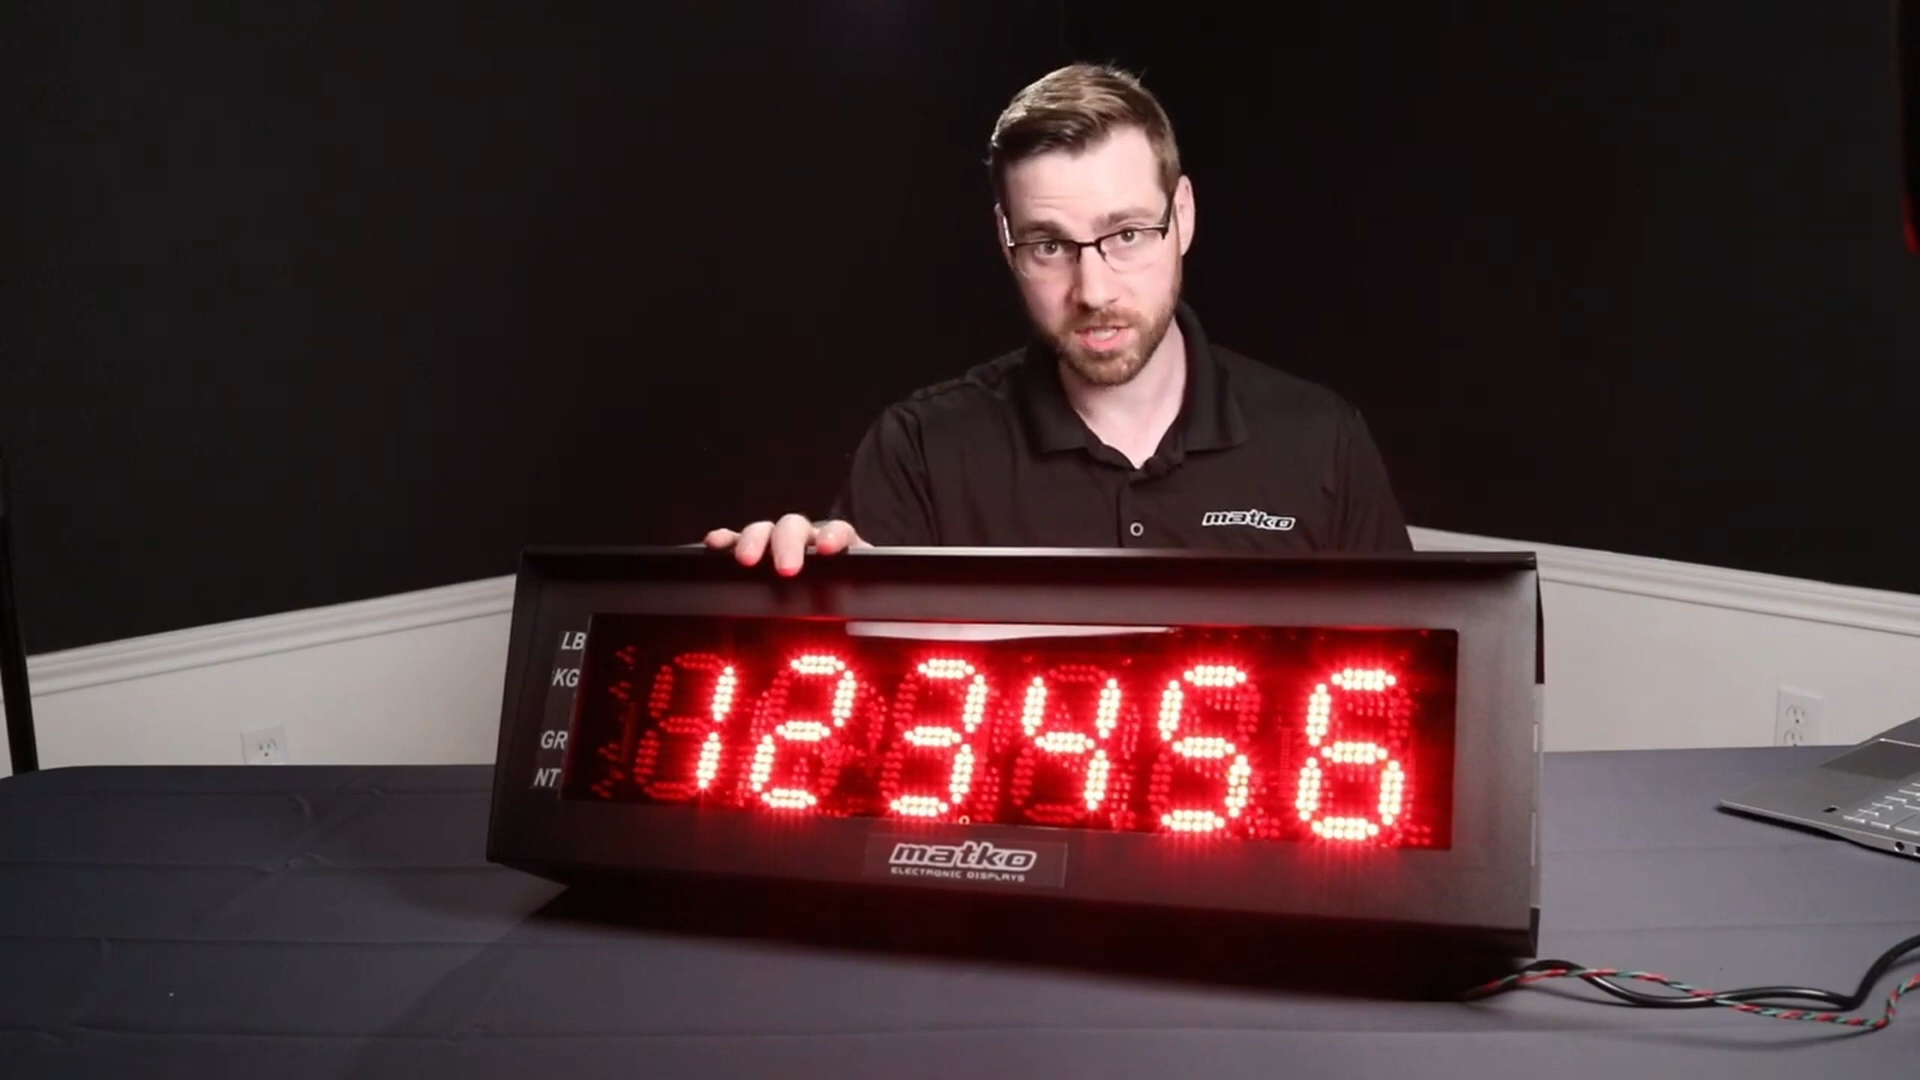 matko
LB
KG
GR
NT
123456
matko
ELECTRONIC DISPLAYS